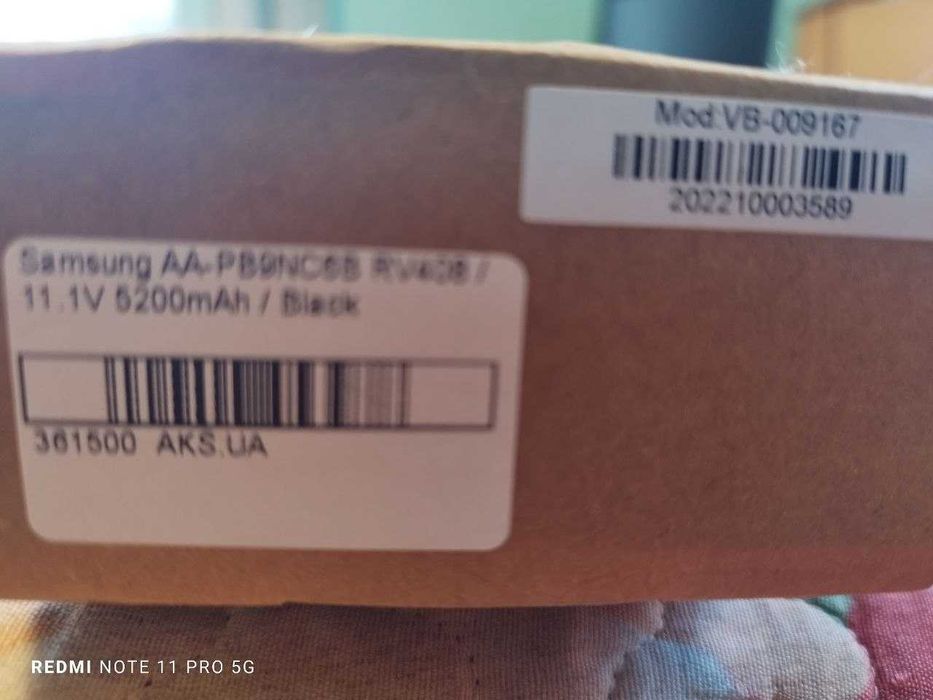 Mod:VB-009167
202210003589
Samsung AA-PB9NC6B RV408 /
11.1V 5200mAh / Black
361500 AKS.UA
REDMI NOTE 11 PRO 5G